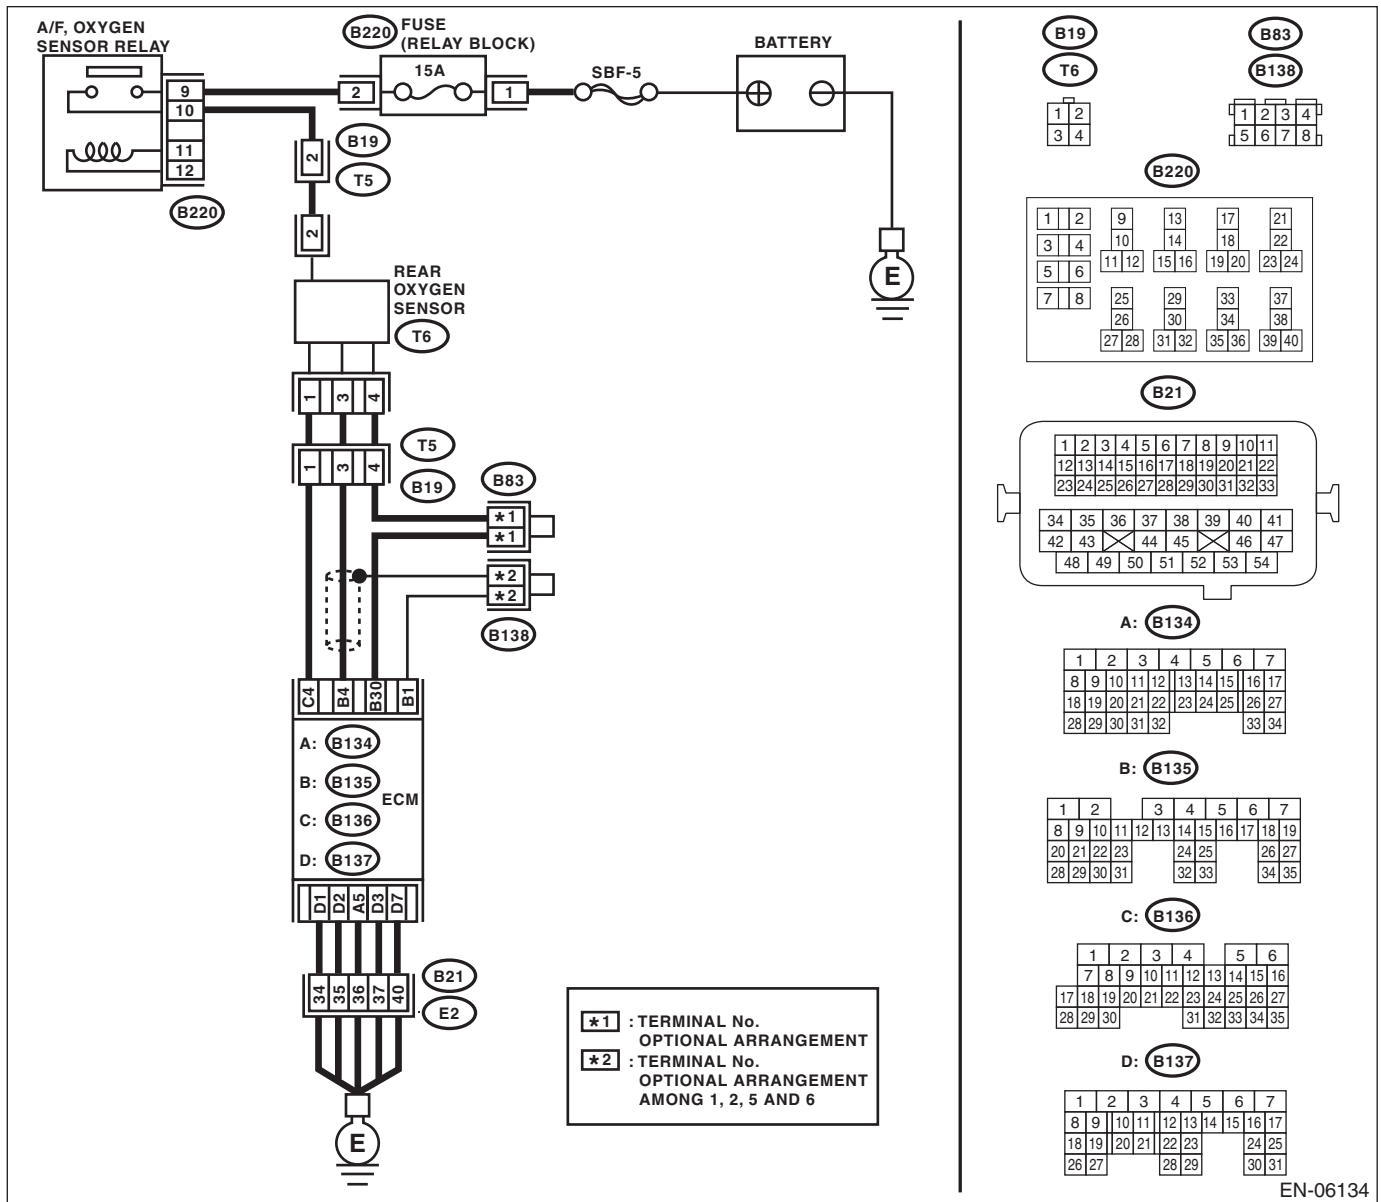 A/F, OXYGEN
SENSOR RELAY
B220
FUSE
(RELAY BLOCK)
15A
SBF-5
BATTERY
9
10
11
12
2
1
B220
2
B19
T5
2
E
REAR
OXYGEN
SENSOR
T6
1 3 4
T5
1 3 4
B19
B83
*1
*1
*2
*2
B138
C4 B4 B30 B1
A: B134
B: B135
ECM
C: B136
D: B137
D1 D2 A5 D3 D7
34 35 36 37 40
B21
E2
E
*1 : TERMINAL No.
OPTIONAL ARRANGEMENT
*2 : TERMINAL No.
OPTIONAL ARRANGEMENT
AMONG 1, 2, 5 AND 6
B19
T6
1 2
3 4
B83
B138
1 2 3 4
5 6 7 8
B220
1 2 9 13 17 21
3 4 10 14 18 22
5 6 11 12 15 16 19 20 23 24
7 8 25 29 33 37
26 30 34 38
27 28 31 32 35 36 39 40
B21
1 2 3 4 5 6 7 8 9 10 11
12 13 14 15 16 17 18 19 20 21 22
23 24 25 26 27 28 29 30 31 32 33
34 35 36 37 38 39 40 41
42 43 44 45 46 47
48 49 50 51 52 53 54
A: B134
1 2 3 4 5 6 7
8 9 10 11 12 13 14 15 16 17
18 19 20 21 22 23 24 25 26 27
28 29 30 31 32 33 34
B: B135
1 2 3 4 5 6 7
8 9 10 11 12 13 14 15 16 17 18 19
20 21 22 23 24 25 26 27
28 29 30 31 32 33 34 35
C: B136
1 2 3 4 5 6
7 8 9 10 11 12 13 14 15 16
17 18 19 20 21 22 23 24 25 26 27
28 29 30 31 32 33 34 35
D: B137
1 2 3 4 5 6 7
8 9 10 11 12 13 14 15 16 17
18 19 20 21 22 23 24 25
26 27 28 29 30 31
EN-06134